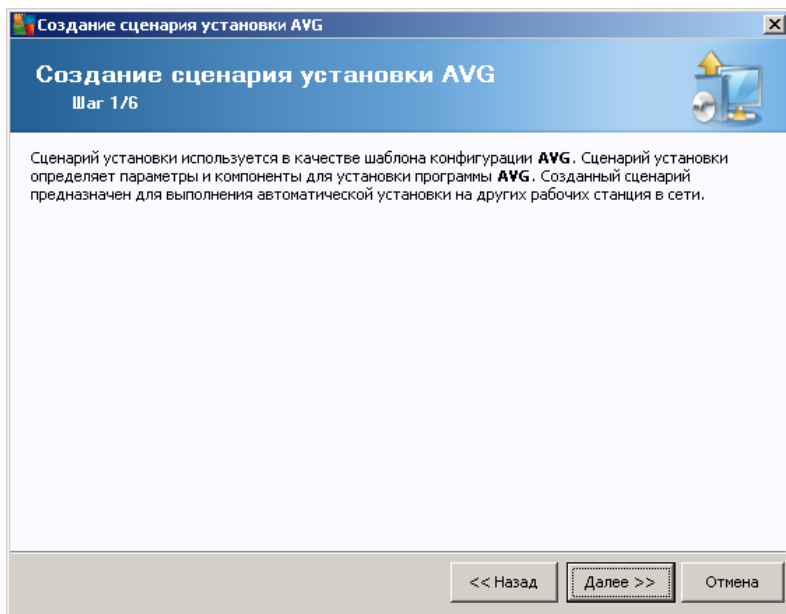 Создание сценария установки AVG
Создание сценария установки AVG
Шаг 1/6
Сценарий установки используется в качестве шаблона конфигурации AVG. Сценарий установки
определяет параметры и компоненты для установки программы AVG. Созданный сценарий
предназначен для выполнения автоматической установки на других рабочих станция в сети.
<< Назад Далее >> Отмена